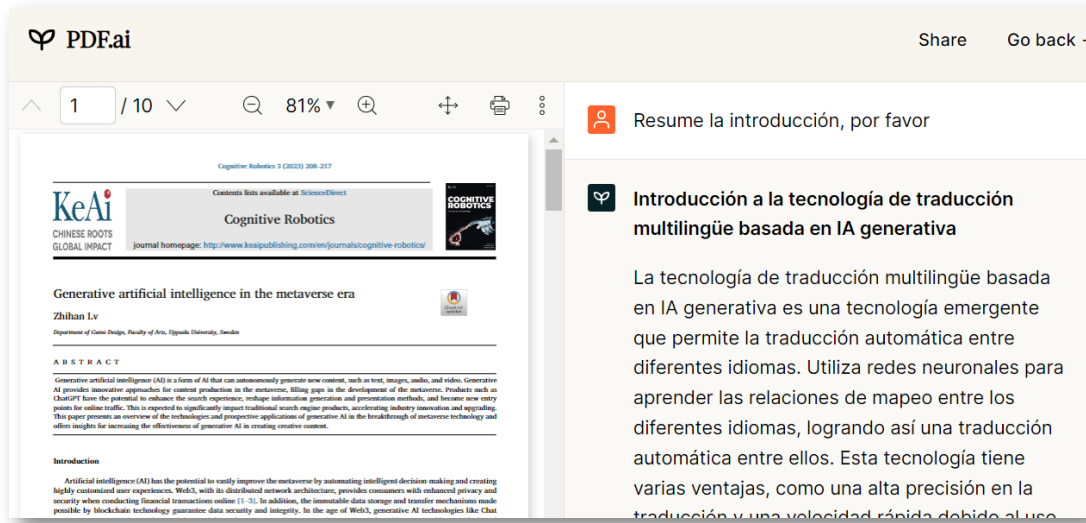 PDF.ai
Share
Go back
1 / 10
81%
Cognitive Robotics 3 (2023) 208–217
KeAi
CHINESE ROOTS
GLOBAL IMPACT
Contents lists available at ScienceDirect
Cognitive Robotics
journal homepage: http://www.keaipublishing.com/en/journals/cognitive-robotics/
COGNITIVE
ROBOTICS
Generative artificial intelligence in the metaverse era
Check for
updates
Zhihan Lv
Department of Game Design, Faculty of Arts, Uppsala University, Sweden
ABSTRACT
Generative artificial intelligence (AI) is a form of AI that can autonomously generate new content, such as text, images, audio, and video. Generative
AI provides innovative approaches for content production in the metaverse, filling gaps in the development of the metaverse. Products such as
ChatGPT have the potential to enhance the search experience, reshape information generation and presentation methods, and become new entry
points for online traffic. This is expected to significantly impact traditional search engine products, accelerating industry innovation and upgrading.
This paper presents an overview of the technologies and prospective applications of generative AI in the breakthrough of metaverse technology and
offers insights for increasing the effectiveness of generative AI in creating creative content.
Introduction
Artificial intelligence (AI) has the potential to vastly improve the metaverse by automating intelligent decision-making and creating
highly customized user experiences. Web3, with its distributed network architecture, provides consumers with enhanced privacy and
security when conducting financial transactions online [1–3]. In addition, the immutable data storage and transfer mechanisms made
possible by blockchain technology guarantee data security and integrity. In the age of Web3, generative AI technologies like Chat
Resume la introducción, por favor
Introducción a la tecnología de traducción
multilingüe basada en IA generativa
La tecnología de traducción multilingüe basada
en IA generativa es una tecnología emergente
que permite la traducción automática entre
diferentes idiomas. Utiliza redes neuronales para
aprender las relaciones de mapeo entre los
diferentes idiomas, logrando así una traducción
automática entre ellos. Esta tecnología tiene
varias ventajas, como una alta precisión en la
traducción y una velocidad rápida debido al uso